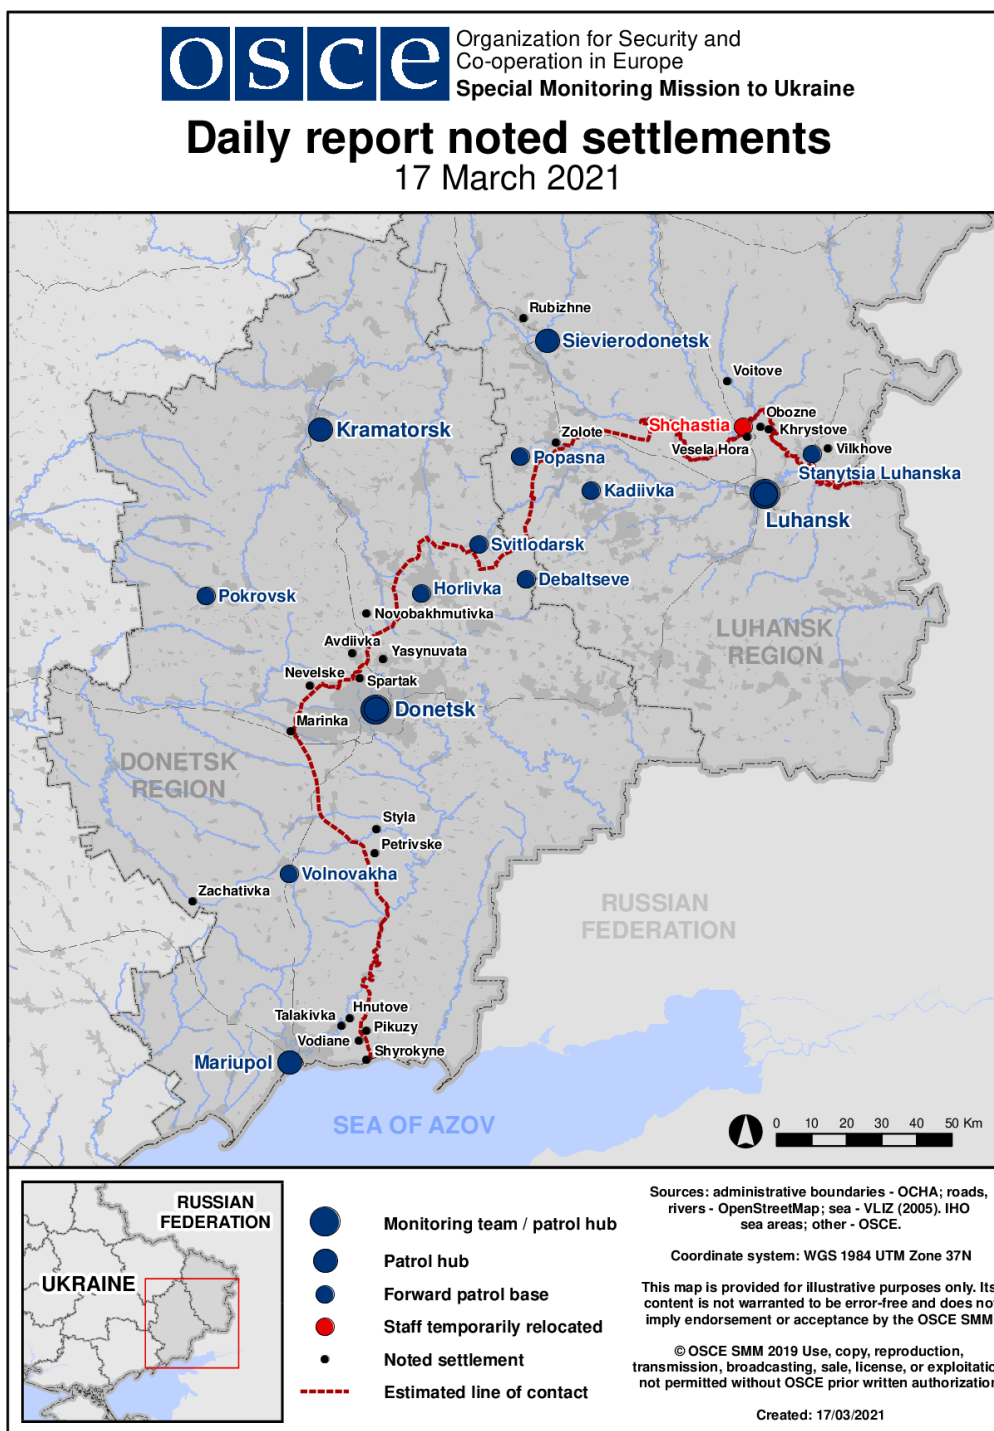 osce
Organization for Security and
Co-operation in Europe
Special Monitoring Mission to Ukraine
Daily report noted settlements
17 March 2021
Rubizhne
Sievierodonetsk
Voitove
Kramatorsk
Shchastia
Obozne
Khrystove
Zolote
Vesela Hora
Vilkhove
Popasna
Stanytsia Luhanska
Kadiivka
Luhansk
Svitlodarsk
Debaltseve
Horlivka
Pokrovsk
Novobakhmutivka
LUHANSK
REGION
Avdiivka
Yasynuvata
Nevelske
Spartak
Donetsk
Marinka
DONETSK
REGION
Styla
Petrivske
Volnovakha
Zachativka
RUSSIAN
FEDERATION
Hnutove
Talakivka
Pikuzy
Vodiane
Shyrokyne
Mariupol
SEA OF AZOV
0 10 20 30 40 50 Km
RUSSIAN
FEDERATION
UKRAINE
Monitoring team / patrol hub
Patrol hub
Forward patrol base
Staff temporarily relocated
Noted settlement
Estimated line of contact
Sources: administrative boundaries - OCHA; roads,
rivers - OpenStreetMap; sea - VLIZ (2005). IHO
sea areas; other - OSCE.
Coordinate system: WGS 1984 UTM Zone 37N
This map is provided for illustrative purposes only. Its
content is not warranted to be error-free and does no
imply endorsement or acceptance by the OSCE SMM
© OSCE SMM 2019 Use, copy, reproduction,
transmission, broadcasting, sale, license, or exploitatio
not permitted without OSCE prior written authorization
Created: 17/03/2021